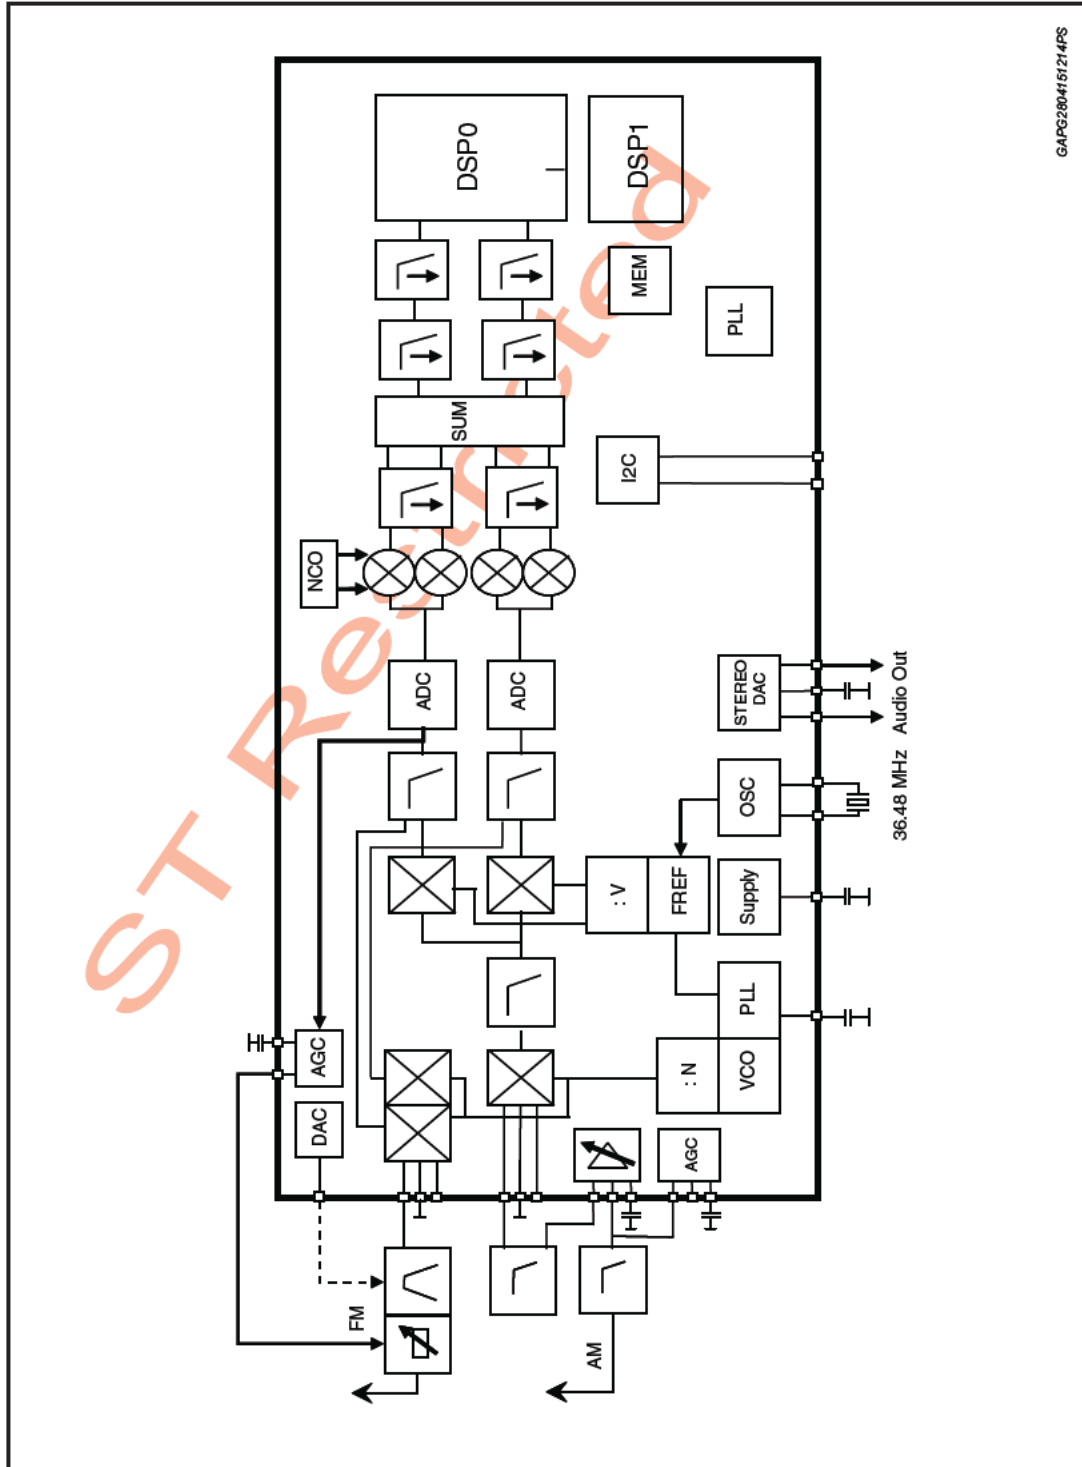 GAPG2804151214PS
DSP0
DSP1
MEM
PLL
SUM
I2C
NCO
ADC
ADC
STEREO
DAC
Audio Out
OSC
36.48 MHz
: V
FREF
Supply
PLL
: N
VCO
AGC
DAC
AGC
FM
AM
ST Restricted